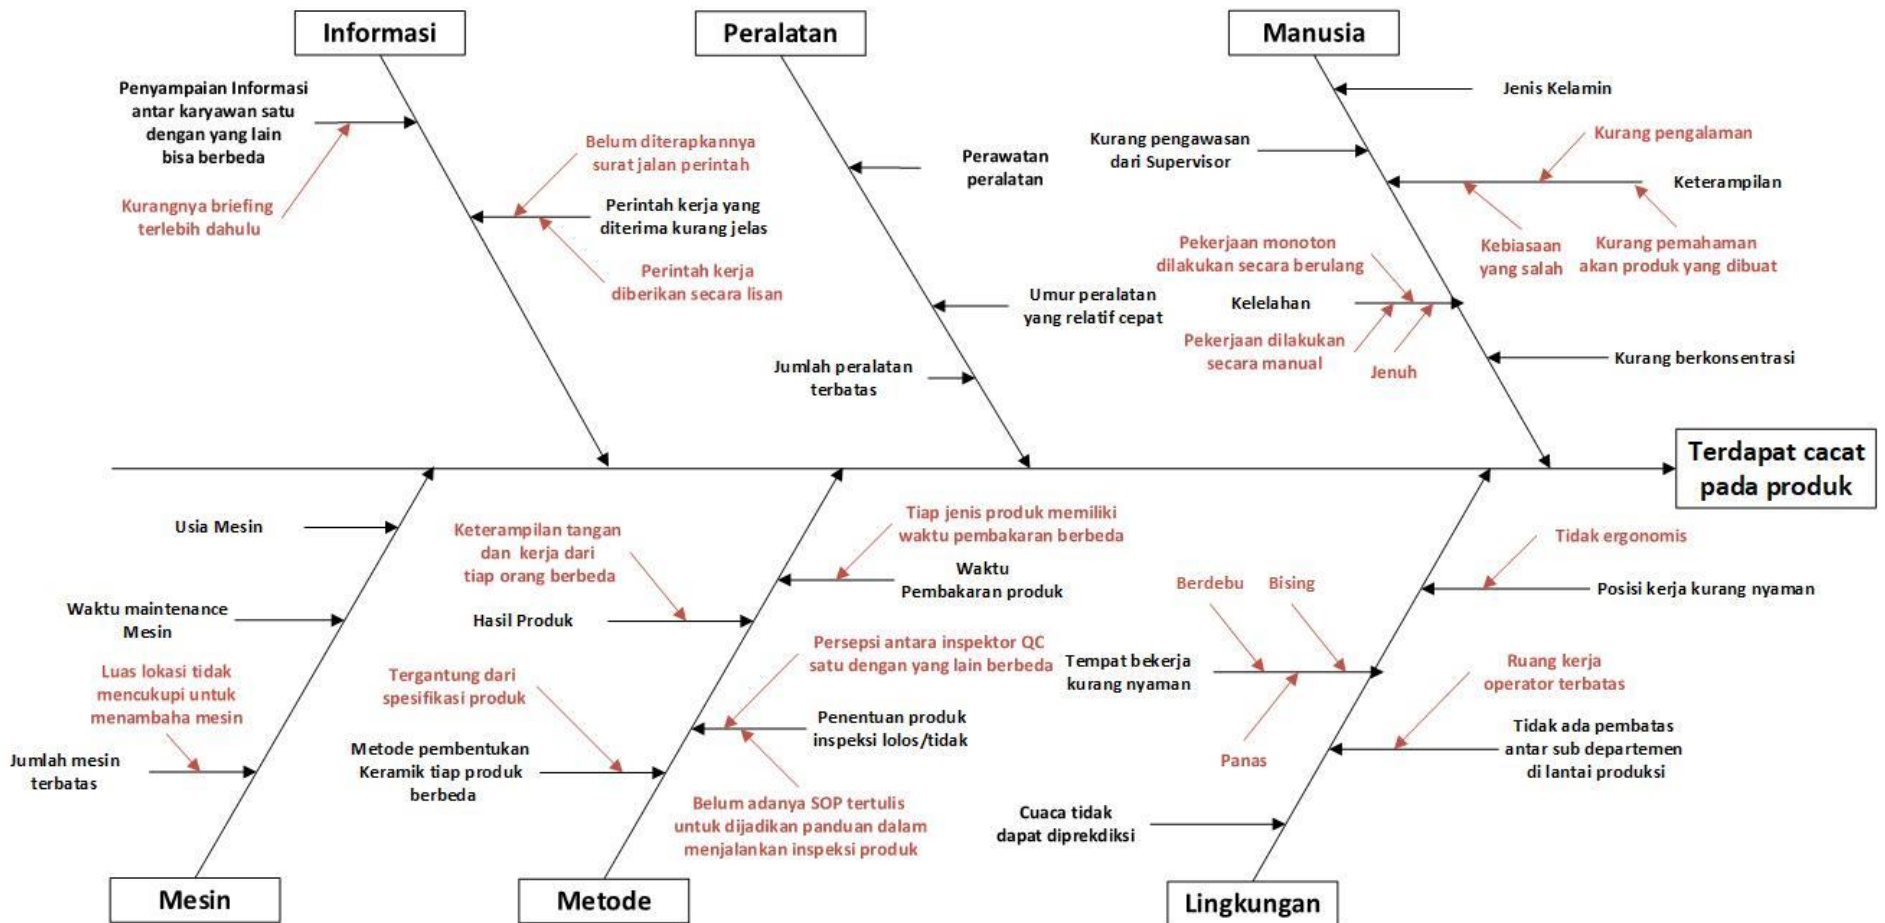 Informasi
Peralatan
Manusia
Penyampaian Informasi
antar karyawan satu
dengan yang lain
bisa berbeda
Kurangnya briefing
terlebih dahulu
Belum diterapkannya
surat jalan perintah
Perintah kerja yang
diterima kurang jelas
Perintah kerja
diberikan secara lisan
Perawatan
peralatan
Umur peralatan
yang relatif cepat
Jumlah peralatan
terbatas
Jenis Kelamin
Kurang pengawasan
dari Supervisor
Kurang pengalaman
Keterampilan
Kebiasaan
yang salah
Kurang pemahaman
akan produk yang dibuat
Pekerjaan monoton
dilakukan secara berulang
Kelelahan
Pekerjaan dilakukan
secara manual
Jenuh
Kurang berkonsentrasi
Terdapat cacat
pada produk
Usia Mesin
Waktu maintenance
Mesin
Luas lokasi tidak
mencukupi untuk
menambaha mesin
Jumlah mesin
terbatas
Keterampilan tangan
dan kerja dari
tiap orang berbeda
Hasil Produk
Tergantung dari
spesifikasi produk
Metode pembentukan
Keramik tiap produk
berbeda
Tiap jenis produk memiliki
waktu pembakaran berbeda
Waktu
Pembakaran produk
Persepsi antara inspektor QC
satu dengan yang lain berbeda
Penentuan produk
inspeksi lolos/tidak
Belum adanya SOP tertulis
untuk dijadikan panduan dalam
menjalankan inspeksi produk
Tidak ergonomis
Posisi kerja kurang nyaman
Berdebu
Bising
Tempat bekerja
kurang nyaman
Panas
Ruang kerja
operator terbatas
Tidak ada pembatas
antar sub departemen
di lantai produksi
Cuaca tidak
dapat diprekdiksi
Mesin
Metode
Lingkungan